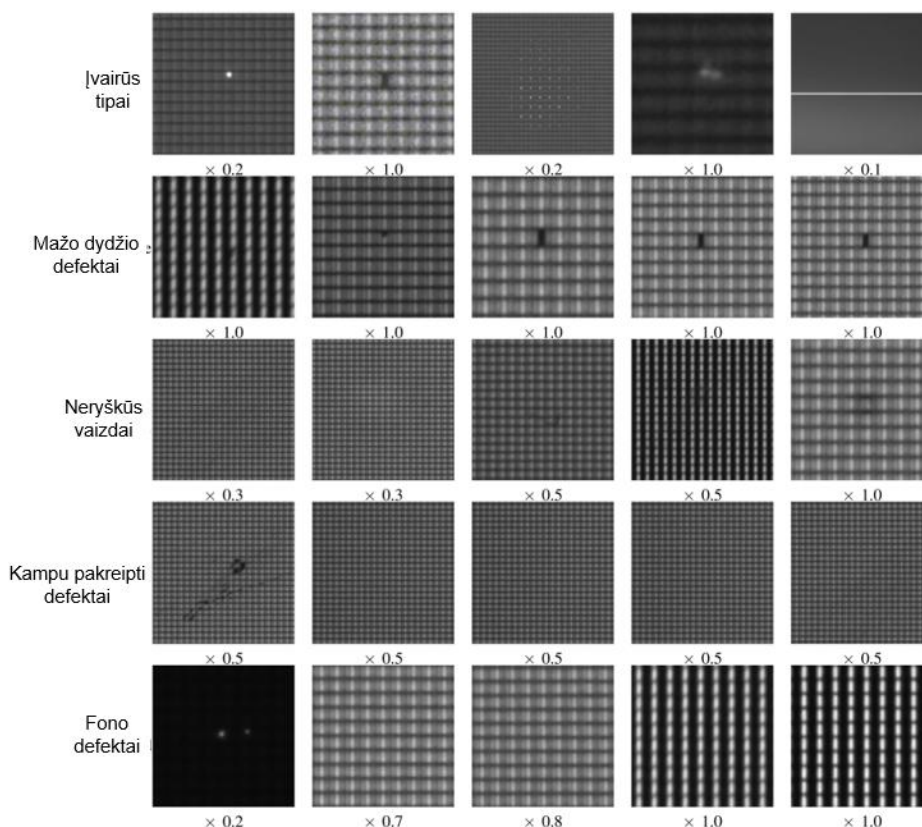 Įvairūs
tipai
× 0.2 × 1.0 × 0.2 × 1.0 × 0.1
Mažo dydžio
defektai
× 1.0 × 1.0 × 1.0 × 1.0 × 1.0
Neryškūs
vaizdai
× 0.3 × 0.3 × 0.5 × 0.5 × 1.0
Kampu pakreipti
defektai
× 0.5 × 0.5 × 0.5 × 0.5 × 0.5
Fono
defektai
× 0.2 × 0.7 × 0.8 × 1.0 × 1.0